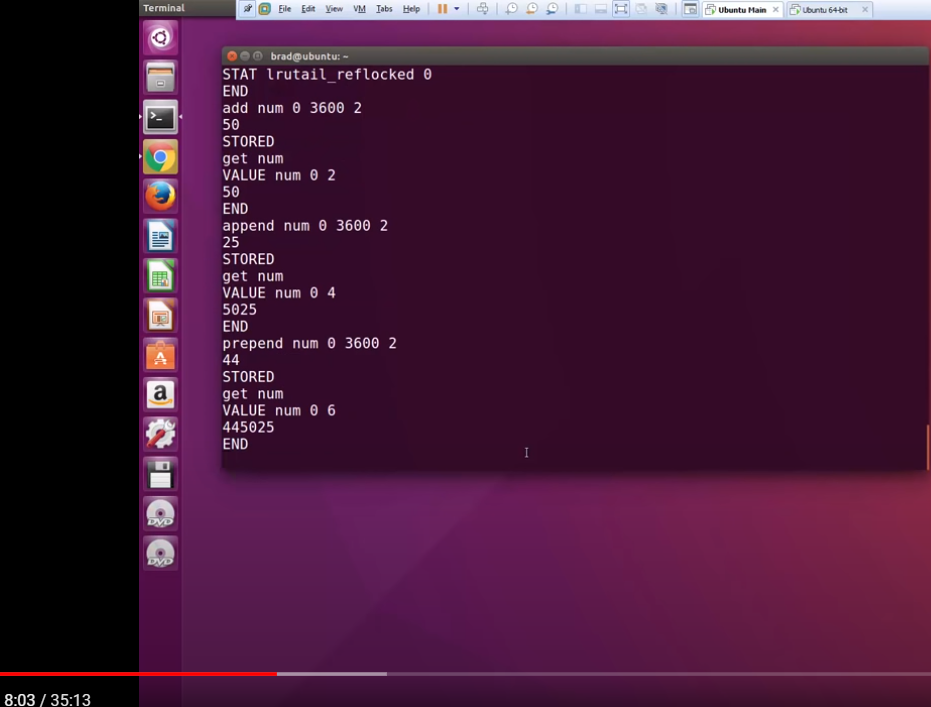 Terminal
File Edit View VM Tabs Help
Ubuntu Main
Ubuntu 64-bit
brad@ubuntu: ~
STAT lrutail_reflocked 0
END
add num 0 3600 2
50
STORED
get num
VALUE num 0 2
50
END
append num 0 3600 2
25
STORED
get num
VALUE num 0 4
5025
END
prepend num 0 3600 2
44
STORED
get num
VALUE num 0 6
445025
END
A
a
DVD
DVD
8:03 / 35:13